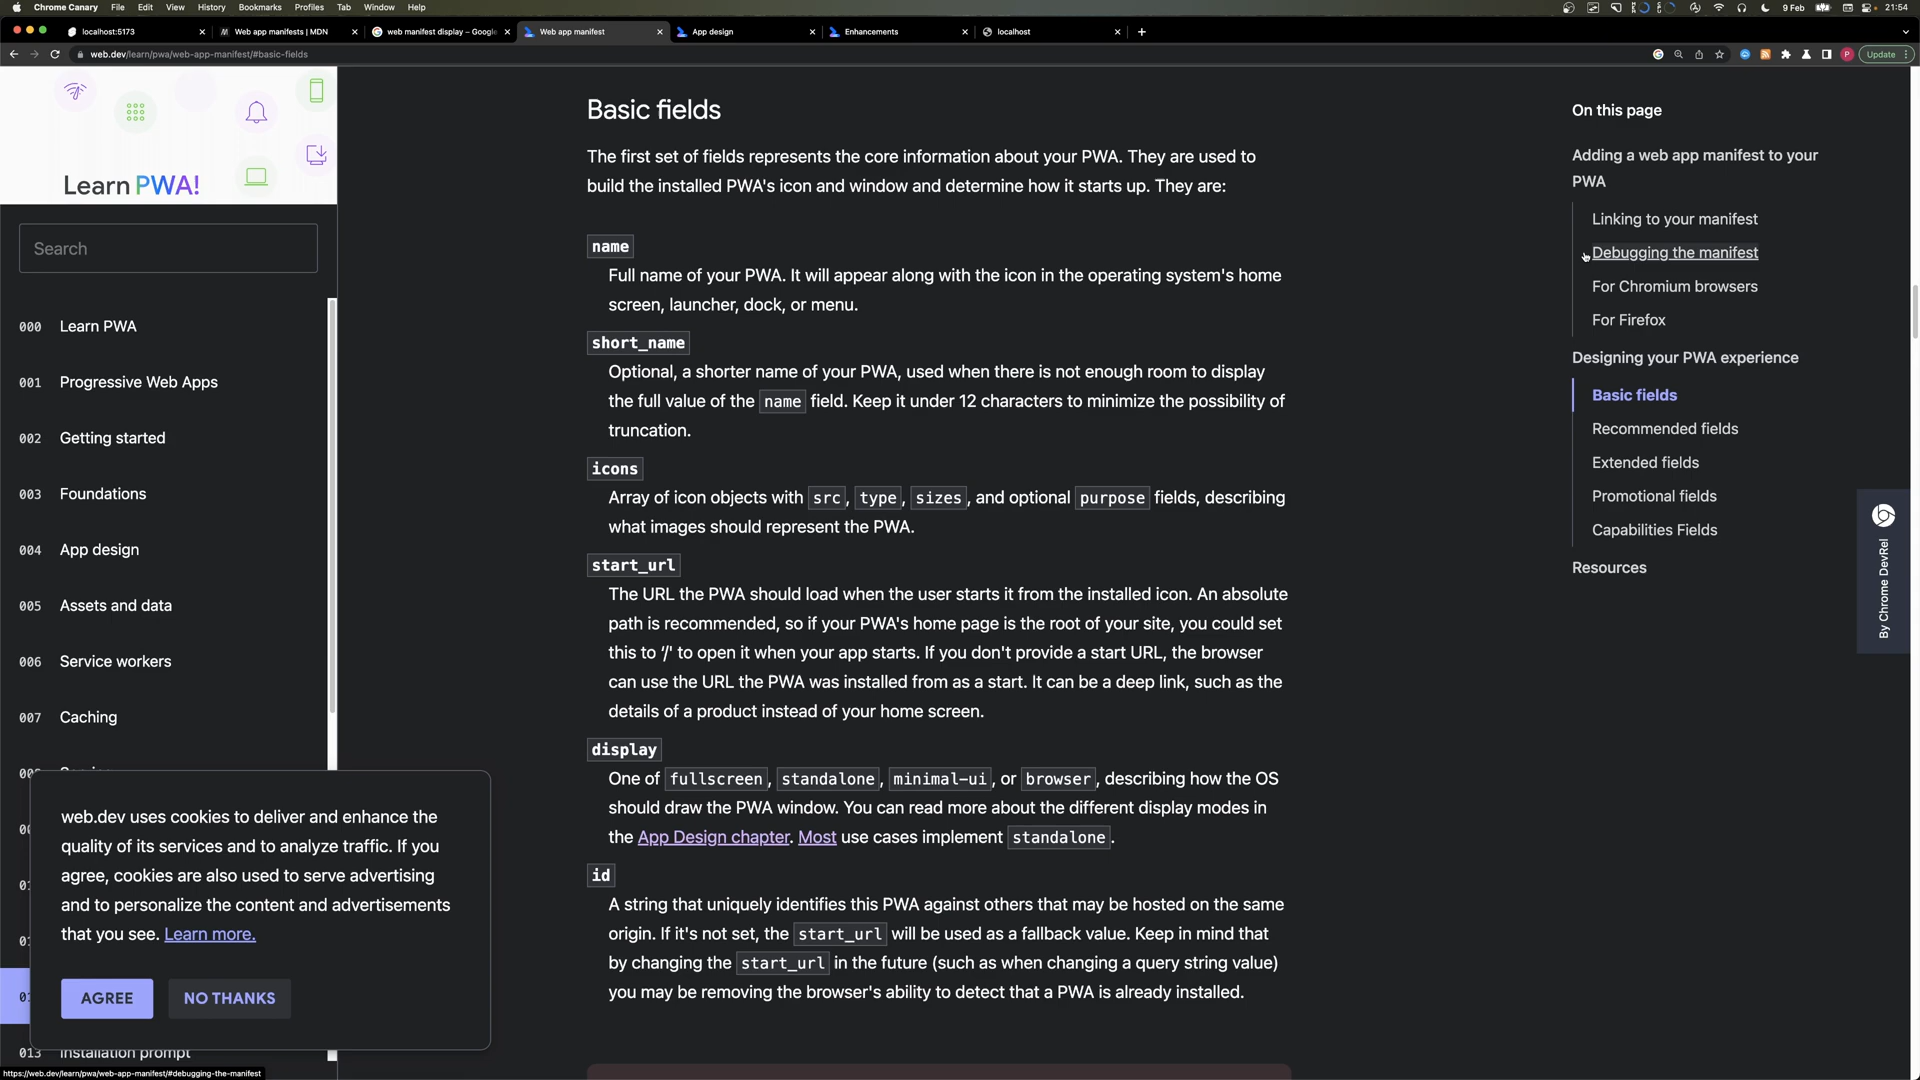 Chrome Canary File Edit View History Bookmarks Profiles Tab Window Help 9 Feb 21:54
localhost:5173 Web app manifests | MDN web manifest display – Google Web app manifest App design Enhancements localhost
web.dev/learn/pwa/web-app-manifest/#basic-fields Update
Learn PWA!
Search
000 Learn PWA
001 Progressive Web Apps
002 Getting started
003 Foundations
004 App design
005 Assets and data
006 Service workers
007 Caching
013 Installation prompt
web.dev uses cookies to deliver and enhance the
quality of its services and to analyze traffic. If you
agree, cookies are also used to serve advertising
and to personalize the content and advertisements
that you see. Learn more.
AGREE NO THANKS
https://web.dev/learn/pwa/web-app-manifest/#debugging-the-manifest
Basic fields
The first set of fields represents the core information about your PWA. They are used to
build the installed PWA's icon and window and determine how it starts up. They are:
name
Full name of your PWA. It will appear along with the icon in the operating system's home
screen, launcher, dock, or menu.
short_name
Optional, a shorter name of your PWA, used when there is not enough room to display
the full value of the name field. Keep it under 12 characters to minimize the possibility of
truncation.
icons
Array of icon objects with src, type, sizes, and optional purpose fields, describing
what images should represent the PWA.
start_url
The URL the PWA should load when the user starts it from the installed icon. An absolute
path is recommended, so if your PWA's home page is the root of your site, you could set
this to '/' to open it when your app starts. If you don't provide a start URL, the browser
can use the URL the PWA was installed from as a start. It can be a deep link, such as the
details of a product instead of your home screen.
display
One of fullscreen, standalone, minimal-ui, or browser, describing how the OS
should draw the PWA window. You can read more about the different display modes in
the App Design chapter. Most use cases implement standalone.
id
A string that uniquely identifies this PWA against others that may be hosted on the same
origin. If it's not set, the start_url will be used as a fallback value. Keep in mind that
by changing the start_url in the future (such as when changing a query string value)
you may be removing the browser's ability to detect that a PWA is already installed.
On this page
Adding a web app manifest to your
PWA
Linking to your manifest
Debugging the manifest
For Chromium browsers
For Firefox
Designing your PWA experience
Basic fields
Recommended fields
Extended fields
Promotional fields
Capabilities Fields
Resources
By Chrome DevRel